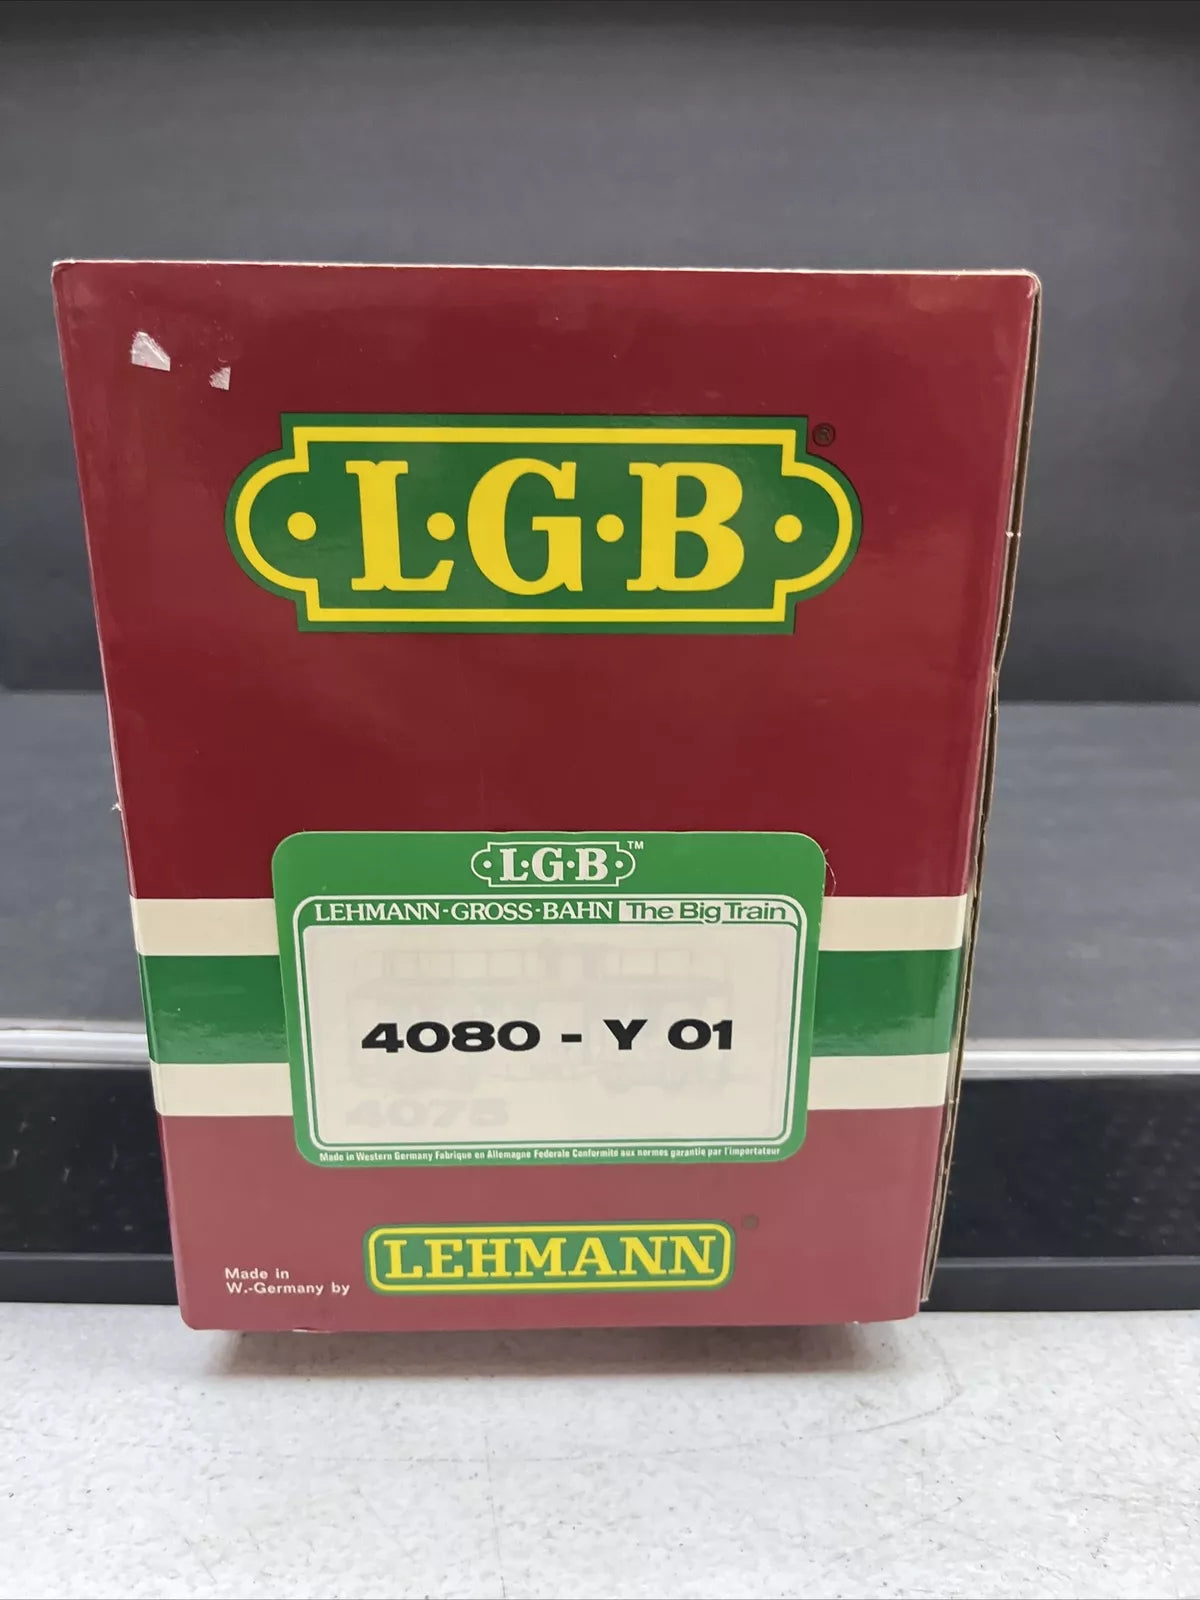 L·G·B
®
L·G·B ™
LEHMANN-GROSS-BAHN The Big Train
4080 - Y 01
4075
Made in Western Germany Fabrique en Allemagne Federale Conformite aux normes garantie par l'importateur
LEHMANN ®
Made in
W.-Germany by